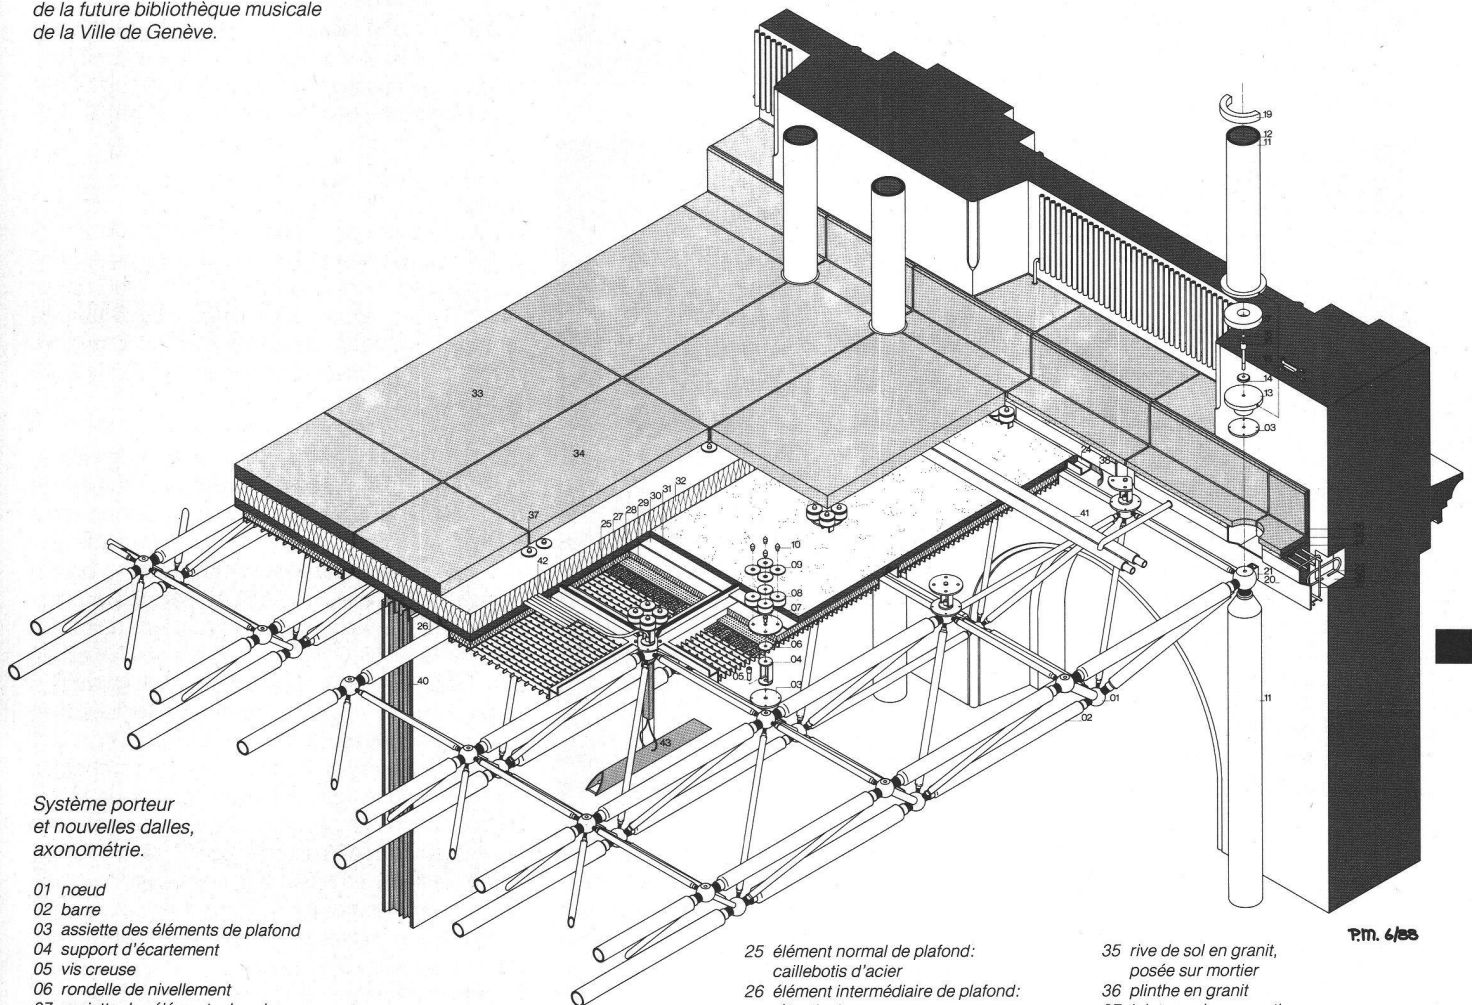 de la future bibliothèque musicale
de la Ville de Genève.
19
12
11
14
13
03
33
34
24
38
32
31
30
29
28
27
25
37
41
42
10
09
08
07
06
04
05
03
21
20
26
40
01
02
11
43
Système porteur
et nouvelles dalles,
axonométrie.
01 nœud
02 barre
03 assiette des éléments de plafond
04 support d'écartement
05 vis creuse
06 rondelle de nivellement
25 élément normal de plafond:
caillebotis d'acier
26 élément intermédiaire de plafond:
35 rive de sol en granit,
posée sur mortier
36 plinthe en granit
P.M. 6/88